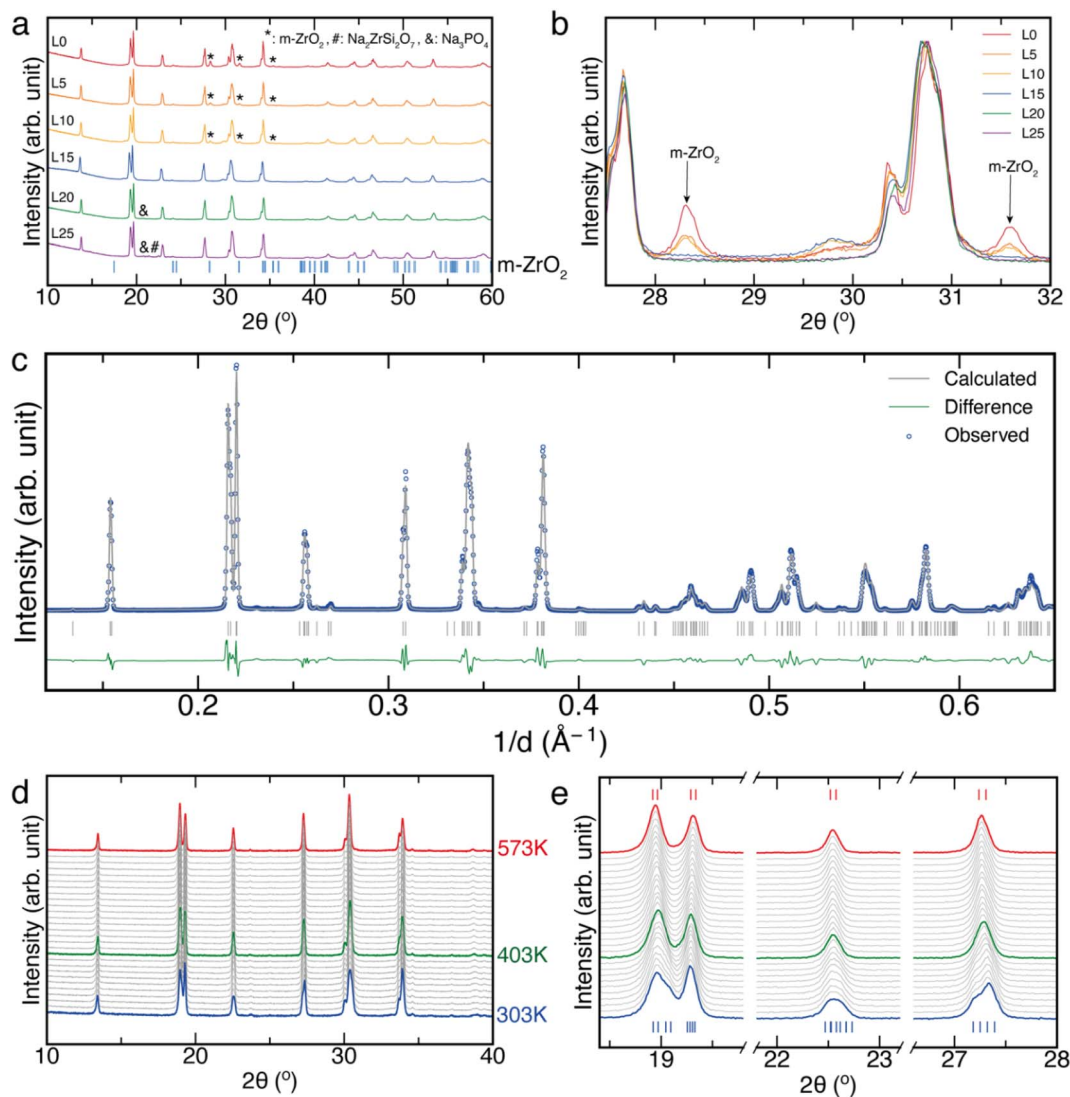 a
Intensity (arb. unit)
*: m-ZrO₂, #: Na₂ZrSi₂O₇, &: Na₃PO₄
L0
* * *
L5
* * *
L10
* * *
L15
L20
&
L25
&#
m-ZrO₂
10 20 30 40 50 60
2θ (°)
b
Intensity (arb. unit)
L0
L5
L10
L15
L20
L25
m-ZrO₂
m-ZrO₂
28 29 30 31 32
2θ (°)
c
Intensity (arb. unit)
Calculated
Difference
Observed
0.2 0.3 0.4 0.5 0.6
1/d (Å⁻¹)
d
Intensity (arb. unit)
573K
403K
303K
10 20 30 40
2θ (°)
e
Intensity (arb. unit)
19 22 23 27 28
2θ (°)